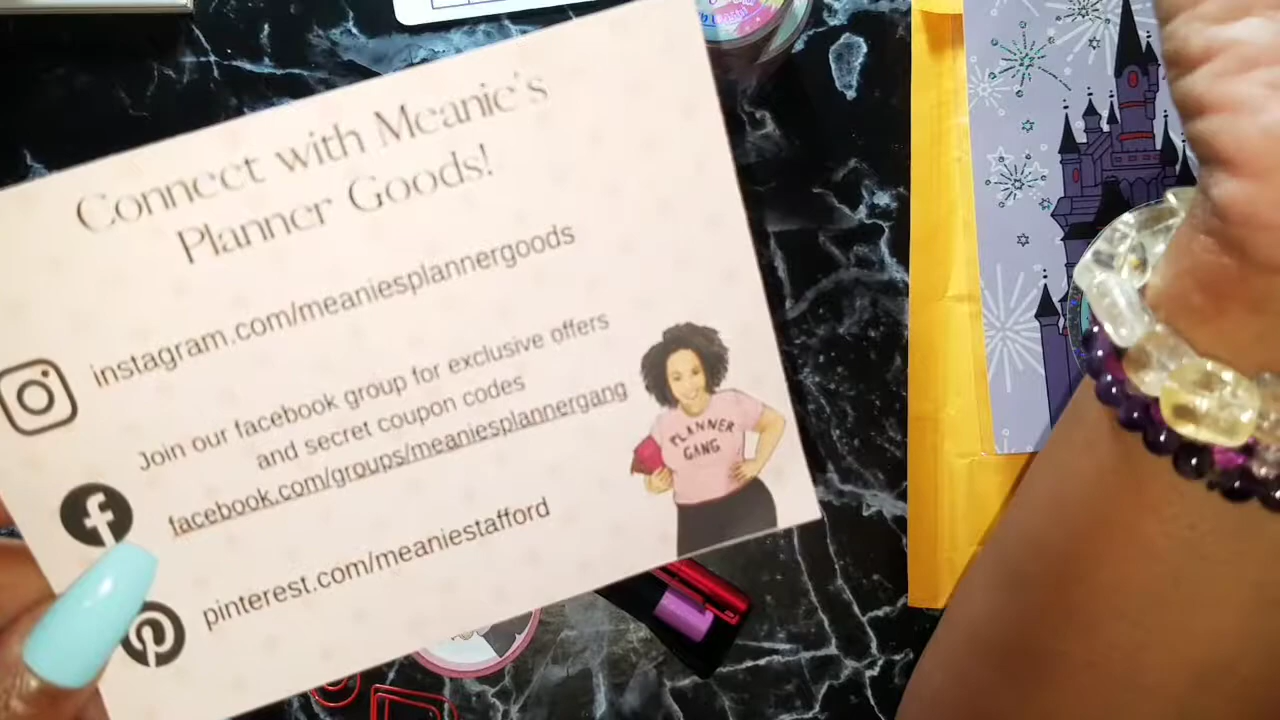 Connect with Meanie's
Planner Goods!
instagram.com/meaniesplannergoods
Join our facebook group for exclusive offers
and secret coupon codes
facebook.com/groups/meaniesplannergang
pinterest.com/meaniestafford
PLANNER
GANG